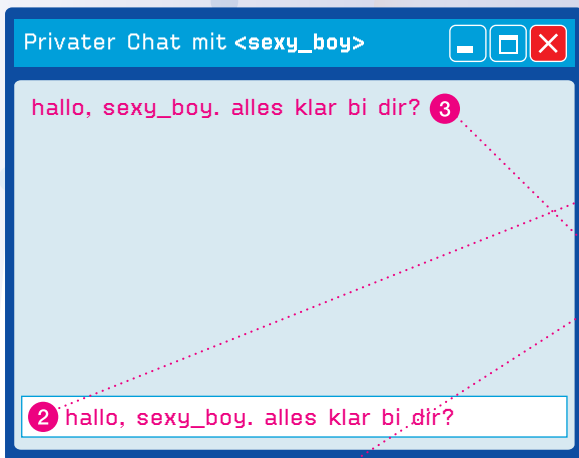 Privater Chat mit <sexy_boy>
hallo, sexy_boy. alles klar bi dir? 3
2 hallo, sexy_boy. alles klar bi dir?